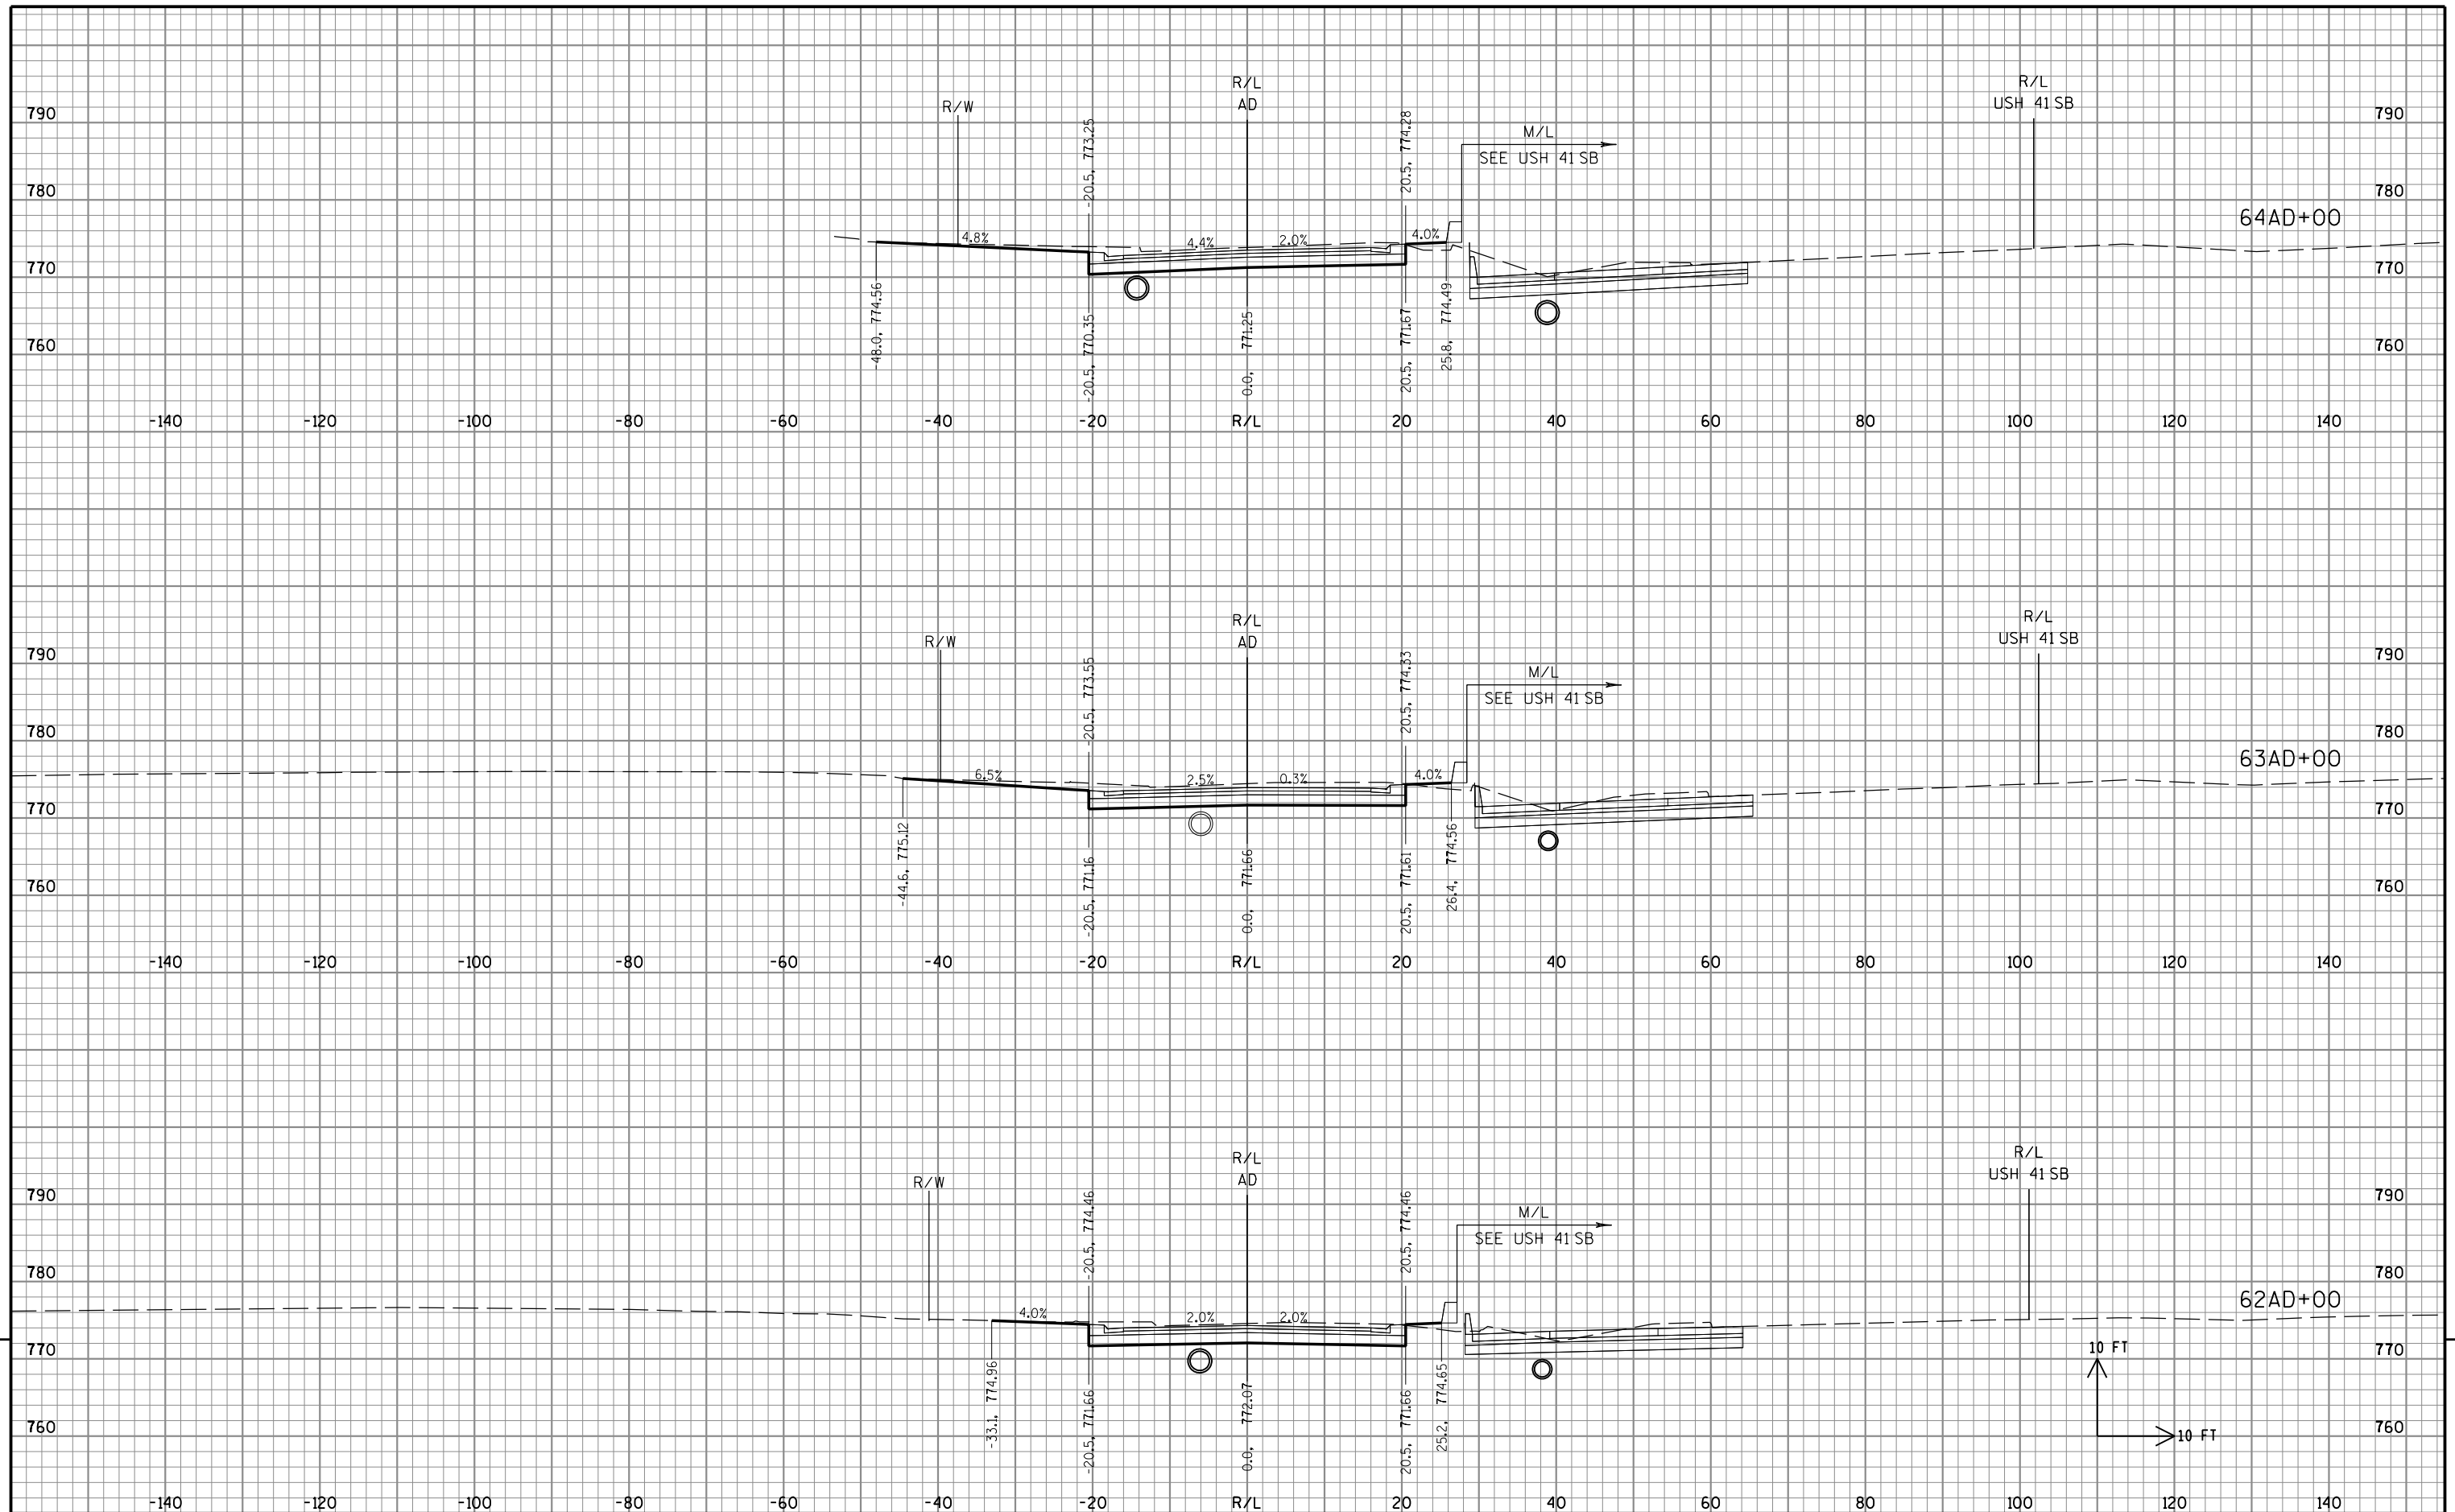 R/L
AD
R/L
USH 41 SB
R/W
790
790
M/L
SEE USH 41 SB
-20.5, 773.25
20.5, 774.28
780
780
64AD+00
4.8%
4.4%
2.0%
4.0%
770
770
-48.0, 774.56
-20.5, 770.35
0.0, 771.25
20.5, 771.67
25.8, 774.49
760
760
-140 -120 -100 -80 -60 -40 -20 R/L 20 40 60 80 100 120 140
R/L
AD
R/L
USH 41 SB
R/W
790
790
M/L
SEE USH 41 SB
-20.5, 773.55
20.5, 774.33
780
780
63AD+00
6.5%
2.5%
0.3%
4.0%
770
770
-44.6, 775.12
-20.5, 771.16
0.0, 771.66
20.5, 771.61
26.4, 774.56
760
760
-140 -120 -100 -80 -60 -40 -20 R/L 20 40 60 80 100 120 140
R/L
AD
R/L
USH 41 SB
R/W
790
790
M/L
SEE USH 41 SB
-20.5, 774.46
20.5, 774.46
780
780
62AD+00
4.0%
2.0%
2.0%
770
770
10 FT
-33.1, 774.96
-20.5, 771.66
0.0, 772.07
20.5, 771.66
25.2, 774.65
760
760
10 FT
-140 -120 -100 -80 -60 -40 -20 R/L 20 40 60 80 100 120 140